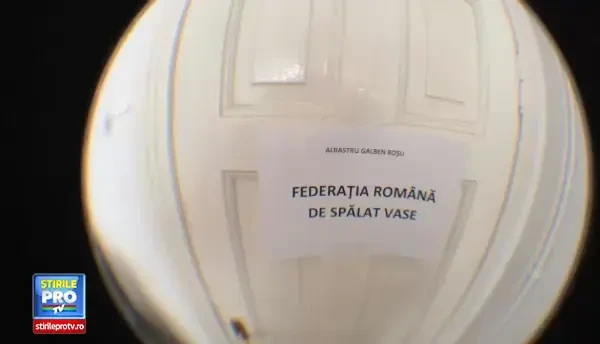 ALBASTRU GALBEN ROȘU
FEDERAȚIA ROMÂNĂ
DE SPĂLAT VASE
ȘTIRILE
PRO
TV
stirileprotv.ro